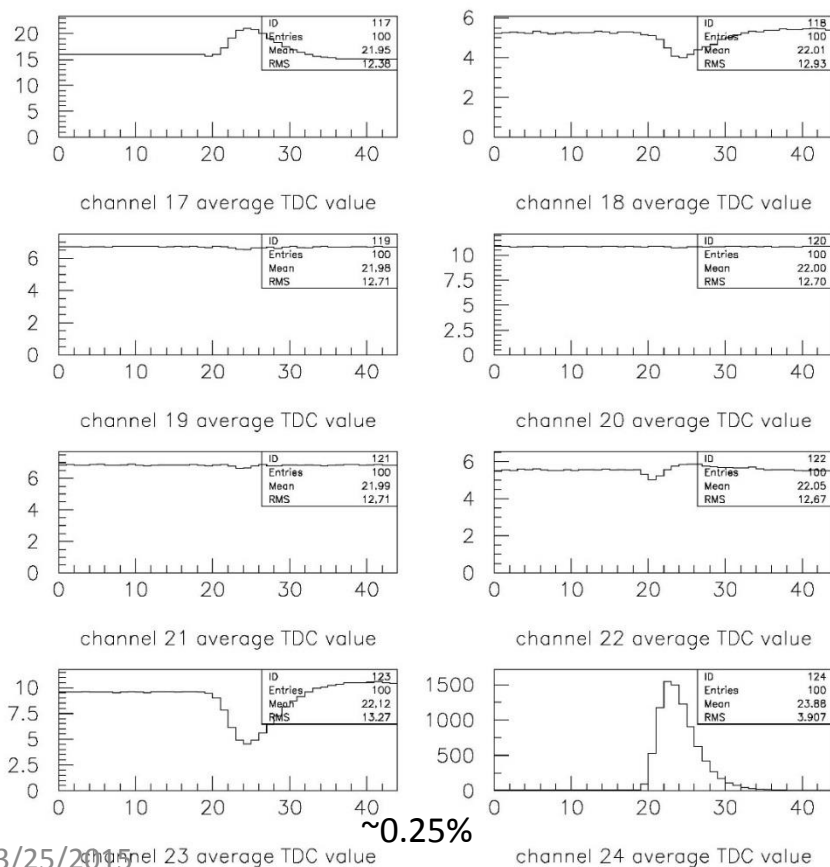 ID 117
Entries 100
Mean 21.95
RMS 12.38
20
15
10
5
0
0 20 40
0 10 20 30 40
channel 17 average TDC value
ID 118
Entries 100
Mean 22.01
RMS 12.93
6
4
2
0
0 10 20 30 40
channel 18 average TDC value
ID 119
Entries 100
Mean 21.98
RMS 12.71
6
4
2
0
0 10 20 30 40
channel 19 average TDC value
ID 120
Entries 100
Mean 22.00
RMS 12.70
10
7.5
5
2.5
0
0 10 20 30 40
channel 20 average TDC value
ID 121
Entries 100
Mean 21.99
RMS 12.71
6
4
2
0
0 10 20 30 40
channel 21 average TDC value
ID 122
Entries 100
Mean 22.05
RMS 12.67
6
4
2
0
0 10 20 30 40
channel 22 average TDC value
ID 123
Entries 100
Mean 22.12
RMS 13.27
10
7.5
5
2.5
0
0 10 20 30 40
channel 23 average TDC value
ID 124
Entries 100
Mean 23.88
RMS 3.907
1500
1000
500
0
0 10 20 30 40
channel 24 average TDC value
~0.25%
3/25/2015